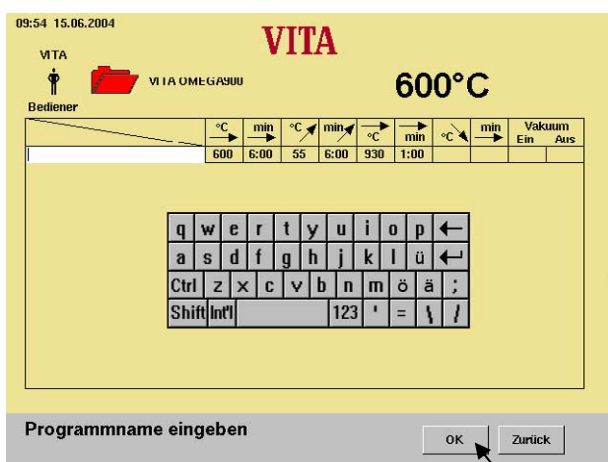 09:54 15.06.2004
VITA
VITA
VITA OMEGA900
600°C
Bediener
°C min °C min °C min °C min Vakuum
Ein Aus
600 6:00 55 6:00 930 1:00
q w e r t y u i o p ←
a s d f g h j k l ü ↵
Ctrl z x c v b n m ö ä ;
Shift Int'l 123 ' = \ /
Programmname eingeben
OK Zurück